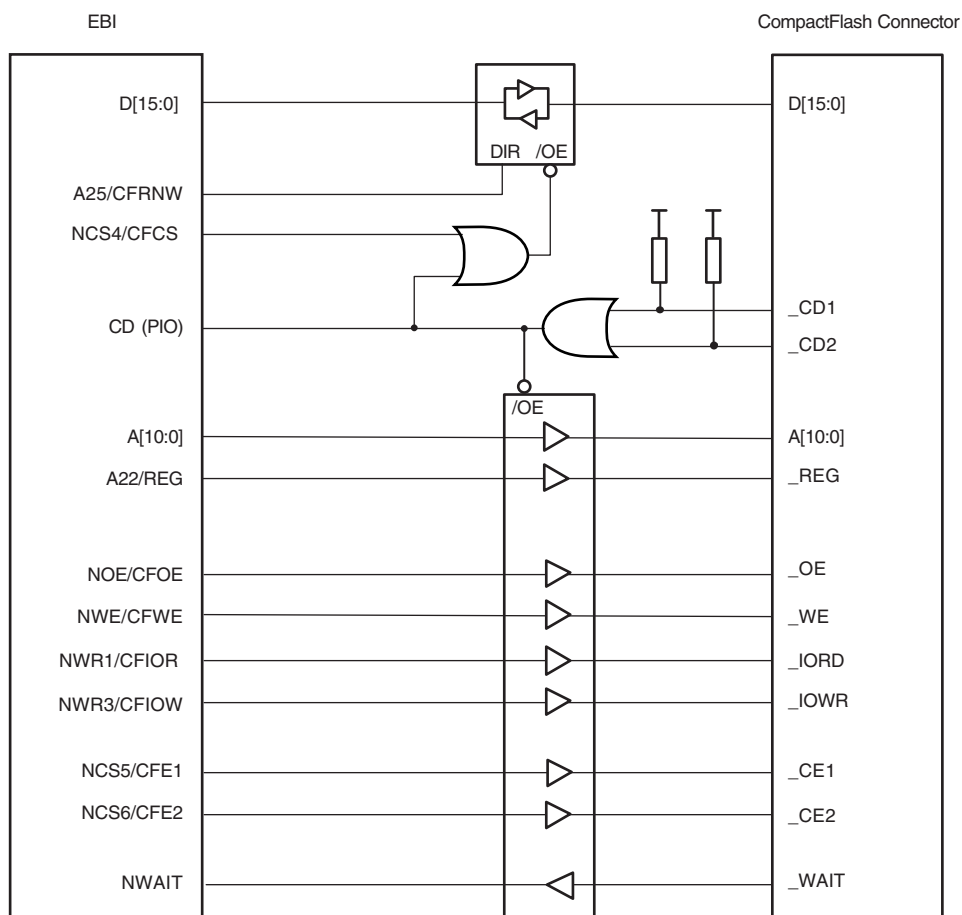 EBI CompactFlash Connector
D[15:0] D[15:0]
DIR /OE
A25/CFRNW
NCS4/CFCS
_CD1
CD (PIO)
_CD2
/OE
A[10:0] A[10:0]
A22/REG _REG
NOE/CFOE _OE
NWE/CFWE _WE
NWR1/CFIOR _IORD
NWR3/CFIOW _IOWR
NCS5/CFE1 _CE1
NCS6/CFE2 _CE2
NWAIT _WAIT